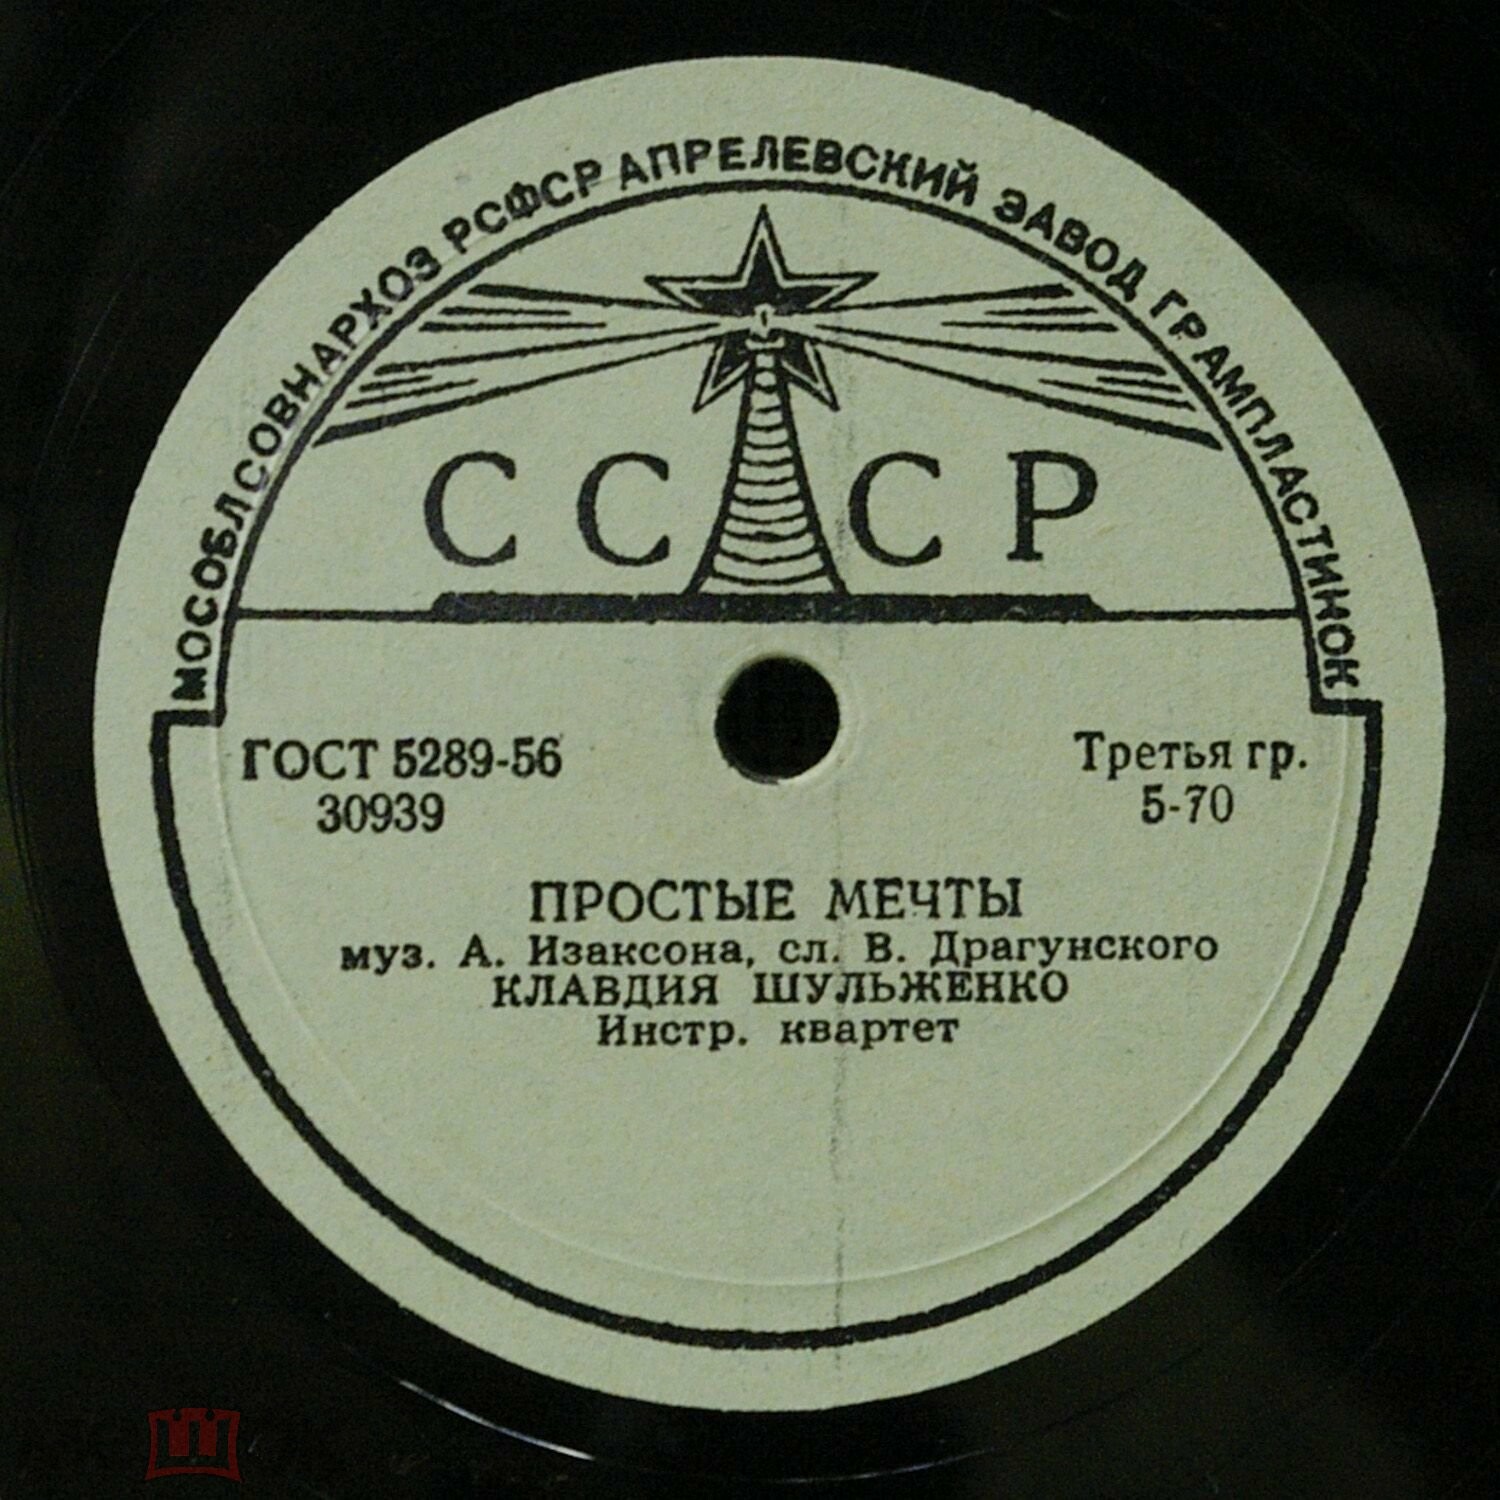 МОСОБЛСОВНАРХОЗ РСФСР АПРЕЛЕВСКИЙ ЗАВОД ГРАМПЛАСТИНОК
СССР
ГОСТ 5289-56
30939
Третья гр.
5-70
ПРОСТЫЕ МЕЧТЫ
муз. А. Изаксона, сл. В. Драгунского
КЛАВДИЯ ШУЛЬЖЕНКО
Инстр. квартет